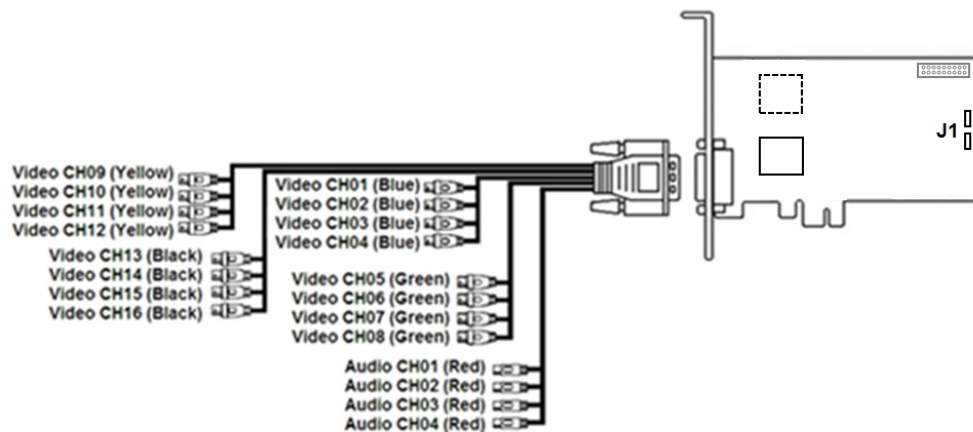 J1
Video CH09 (Yellow)
Video CH10 (Yellow)
Video CH11 (Yellow)
Video CH12 (Yellow)
Video CH13 (Black)
Video CH14 (Black)
Video CH15 (Black)
Video CH16 (Black)
Video CH01 (Blue)
Video CH02 (Blue)
Video CH03 (Blue)
Video CH04 (Blue)
Video CH05 (Green)
Video CH06 (Green)
Video CH07 (Green)
Video CH08 (Green)
Audio CH01 (Red)
Audio CH02 (Red)
Audio CH03 (Red)
Audio CH04 (Red)